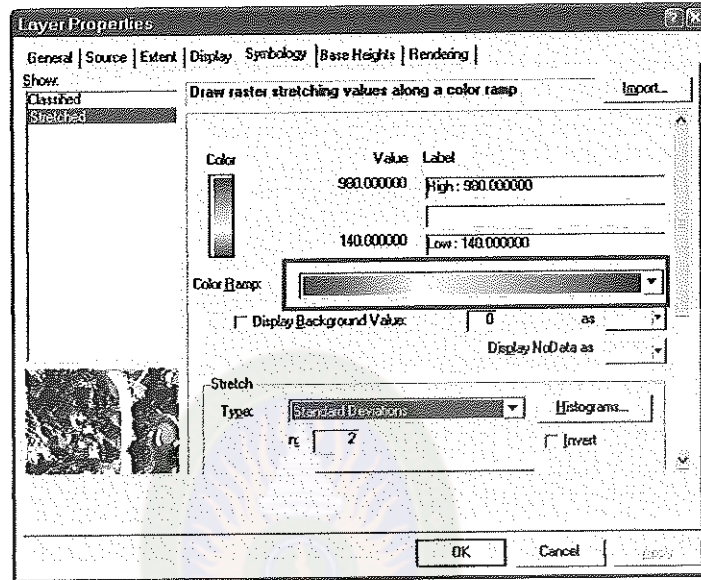 Layer Properties
General Source Extent Display Symbology Base Heights Rendering
Show:
Classified
Stretched
Draw raster stretching values along a color ramp
Import...
Color Value Label
980.000000 High : 980.000000
140.000000 Low : 140.000000
Color Ramp:
Display Background Value: 0 as
Display NoData as
Stretch
Type: Standard Deviations Histograms...
n: 2
Invert
OK Cancel Apply